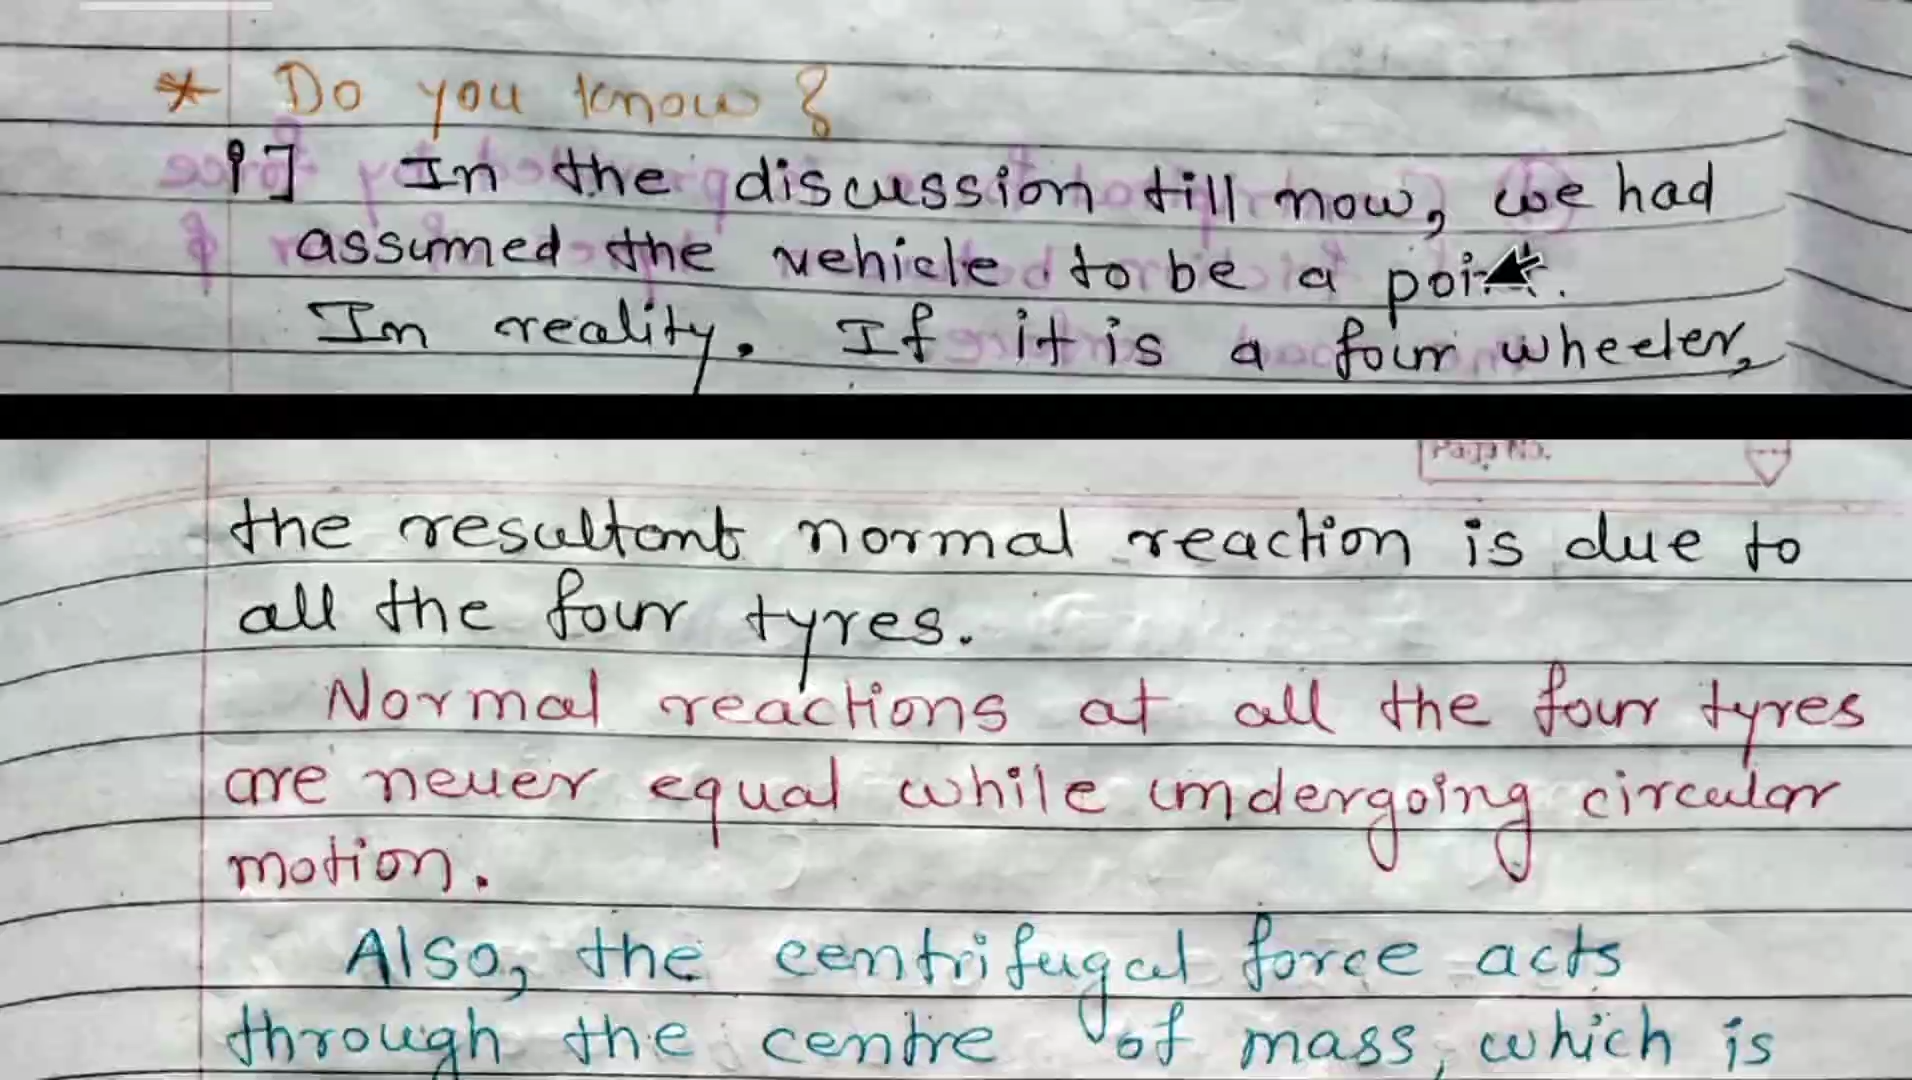 * Do you know ?
1] In the discussion till now, we had
assumed the vehicle to be a point.
In reality. If it is a four wheeler,
Page No.
the resultant normal reaction is due to
all the four tyres.
Normal reactions at all the four tyres
are never equal while undergoing circular
motion.
Also, the centrifugal force acts
through the centre of mass, which is